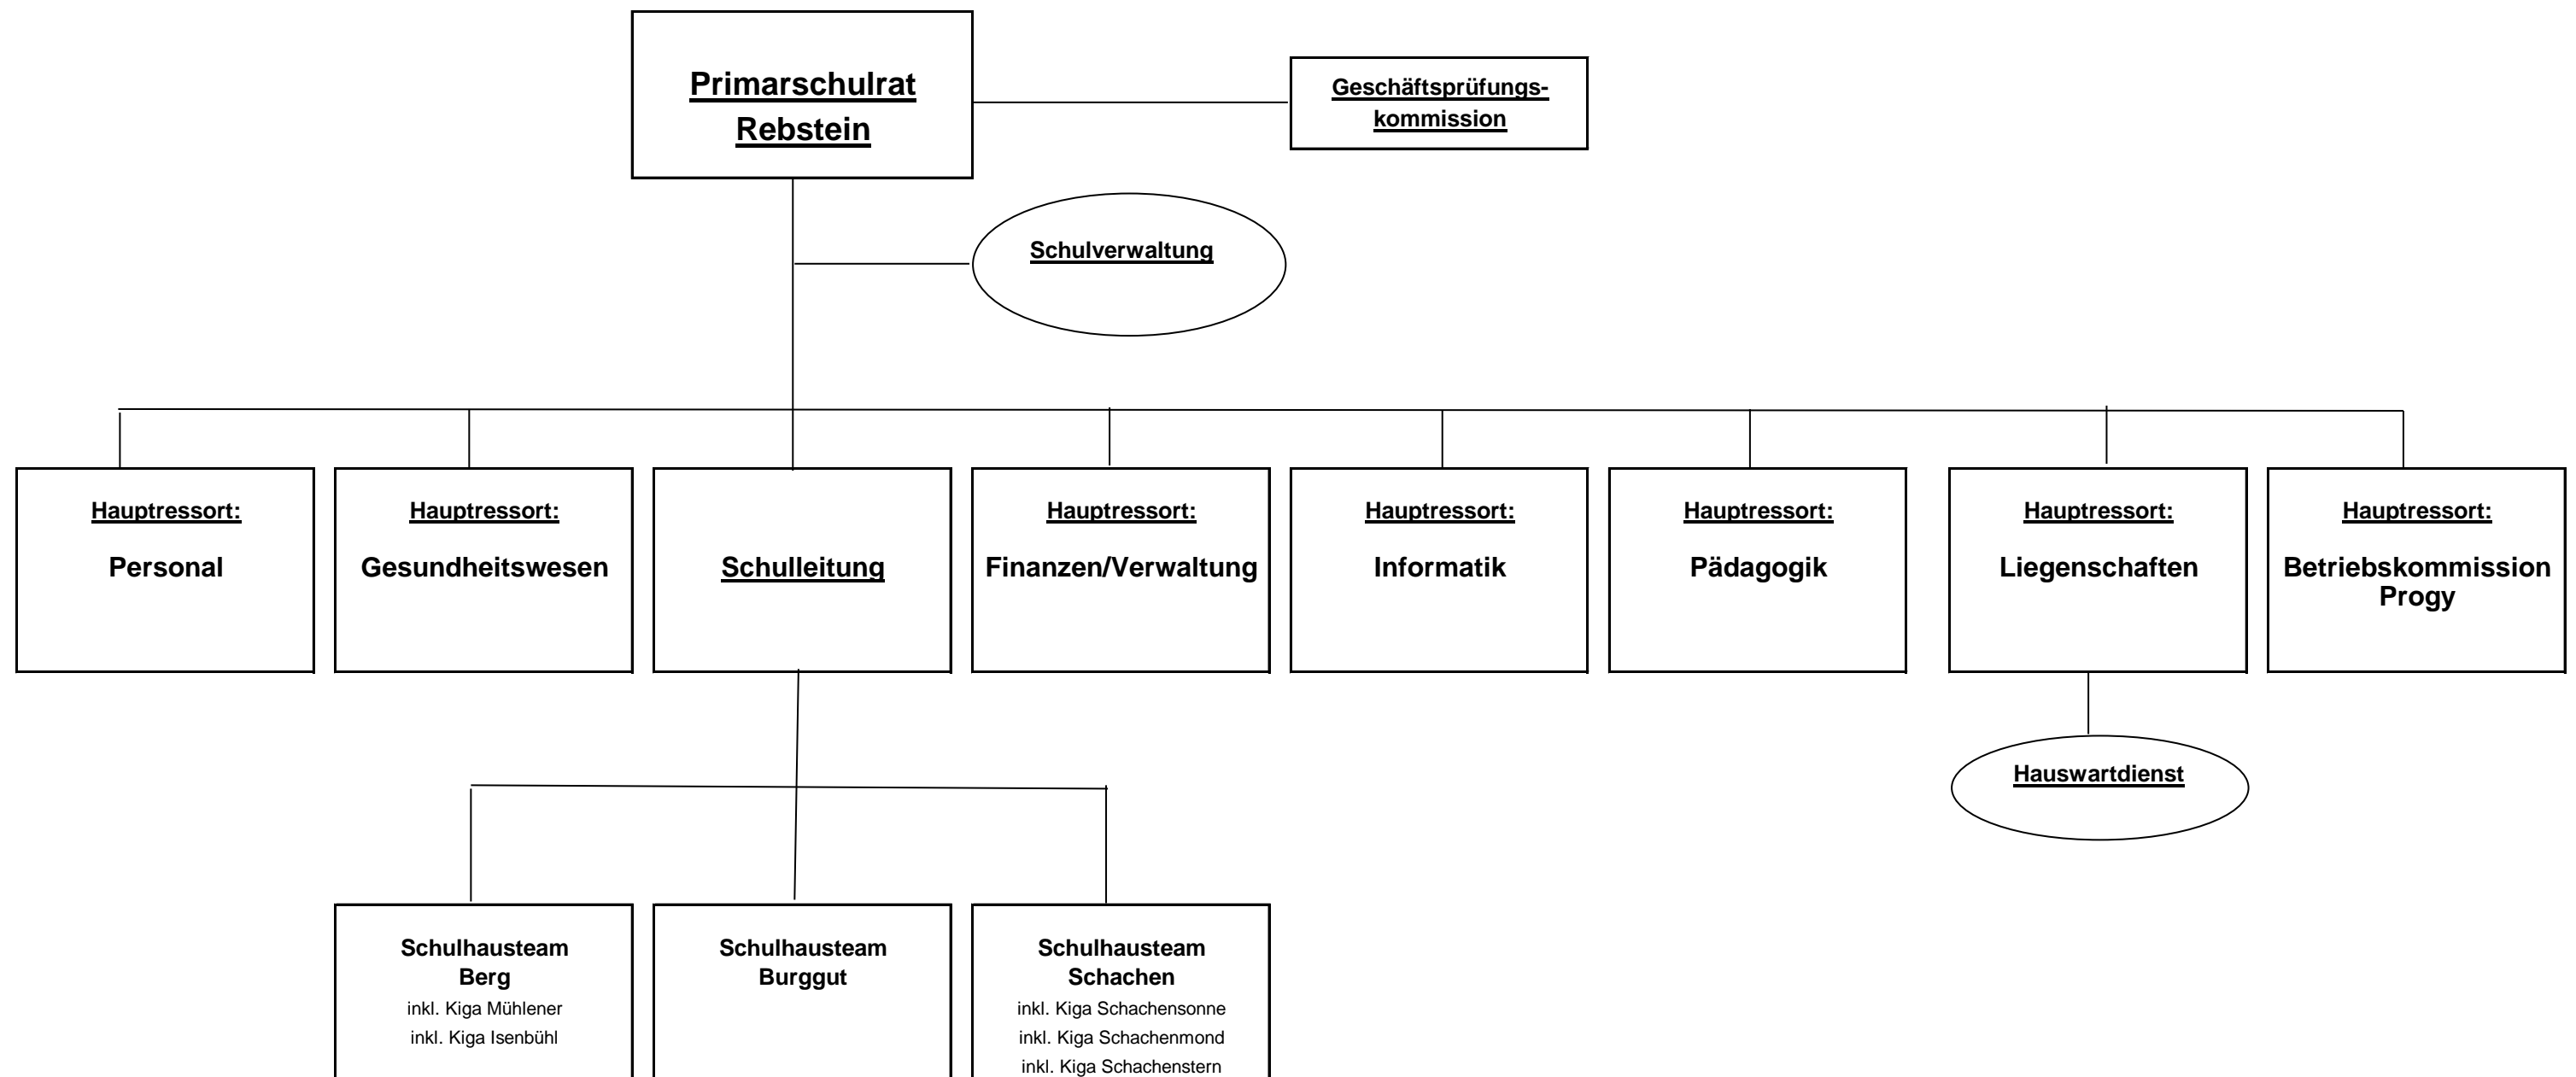 Primarschulrat
Rebstein
Geschäftsprüfungs-
kommission
Schulverwaltung
Hauptressort:
Personal
Hauptressort:
Gesundheitswesen
Schulleitung
Hauptressort:
Finanzen/Verwaltung
Hauptressort:
Informatik
Hauptressort:
Pädagogik
Hauptressort:
Liegenschaften
Hauptressort:
Betriebskommission
Progy
Hauswartdienst
Schulhausteam
Berg
inkl. Kiga Mühlener
inkl. Kiga Isenbühl
Schulhausteam
Burggut
Schulhausteam
Schachen
inkl. Kiga Schachensonne
inkl. Kiga Schachenmond
inkl. Kiga Schachenstern